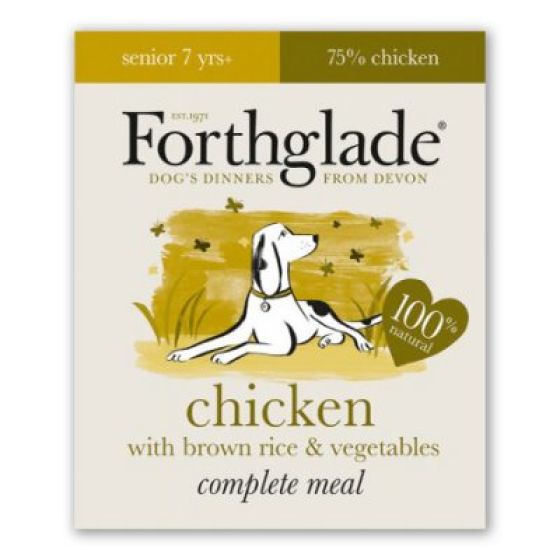 senior 7 yrs+
75% chicken
EST.1971
Forthglade®
DOG'S DINNERS FROM DEVON
100%
natural
chicken
with brown rice & vegetables
complete meal